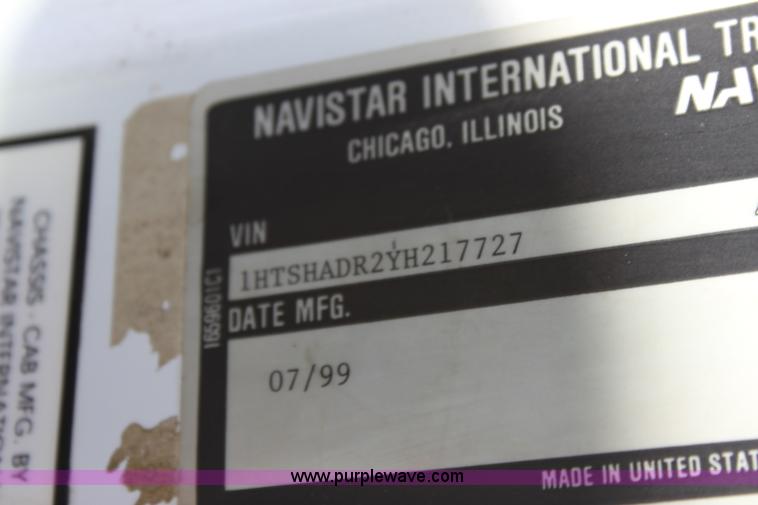 NAVISTAR INTERNATIONAL TR
NAV
CHICAGO, ILLINOIS
VIN
1HTSHADR2YH217727
DATE MFG.
07/99
1659601C1
MADE IN UNITED STAT
CHASSIS - CAB MFG. BY
NAVISTAR INTERNATION
www.purplewave.com